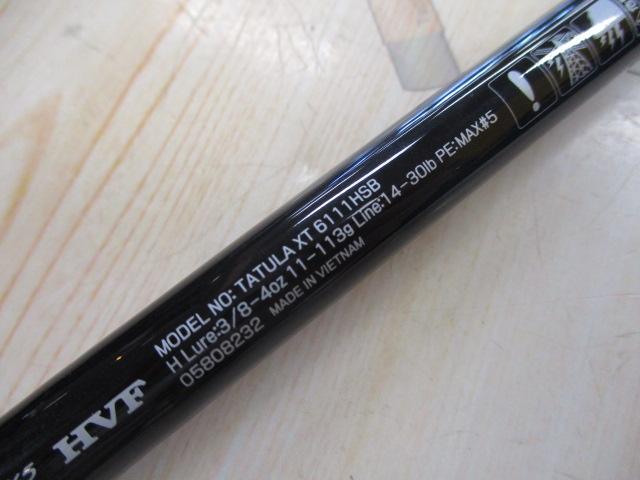 MODEL NO: TATULA XT 6111HSB
H Lure:3/8-4oz 11-113g Line:14-30lb PE:MAX#5
05808232 MADE IN VIETNAM
HVF